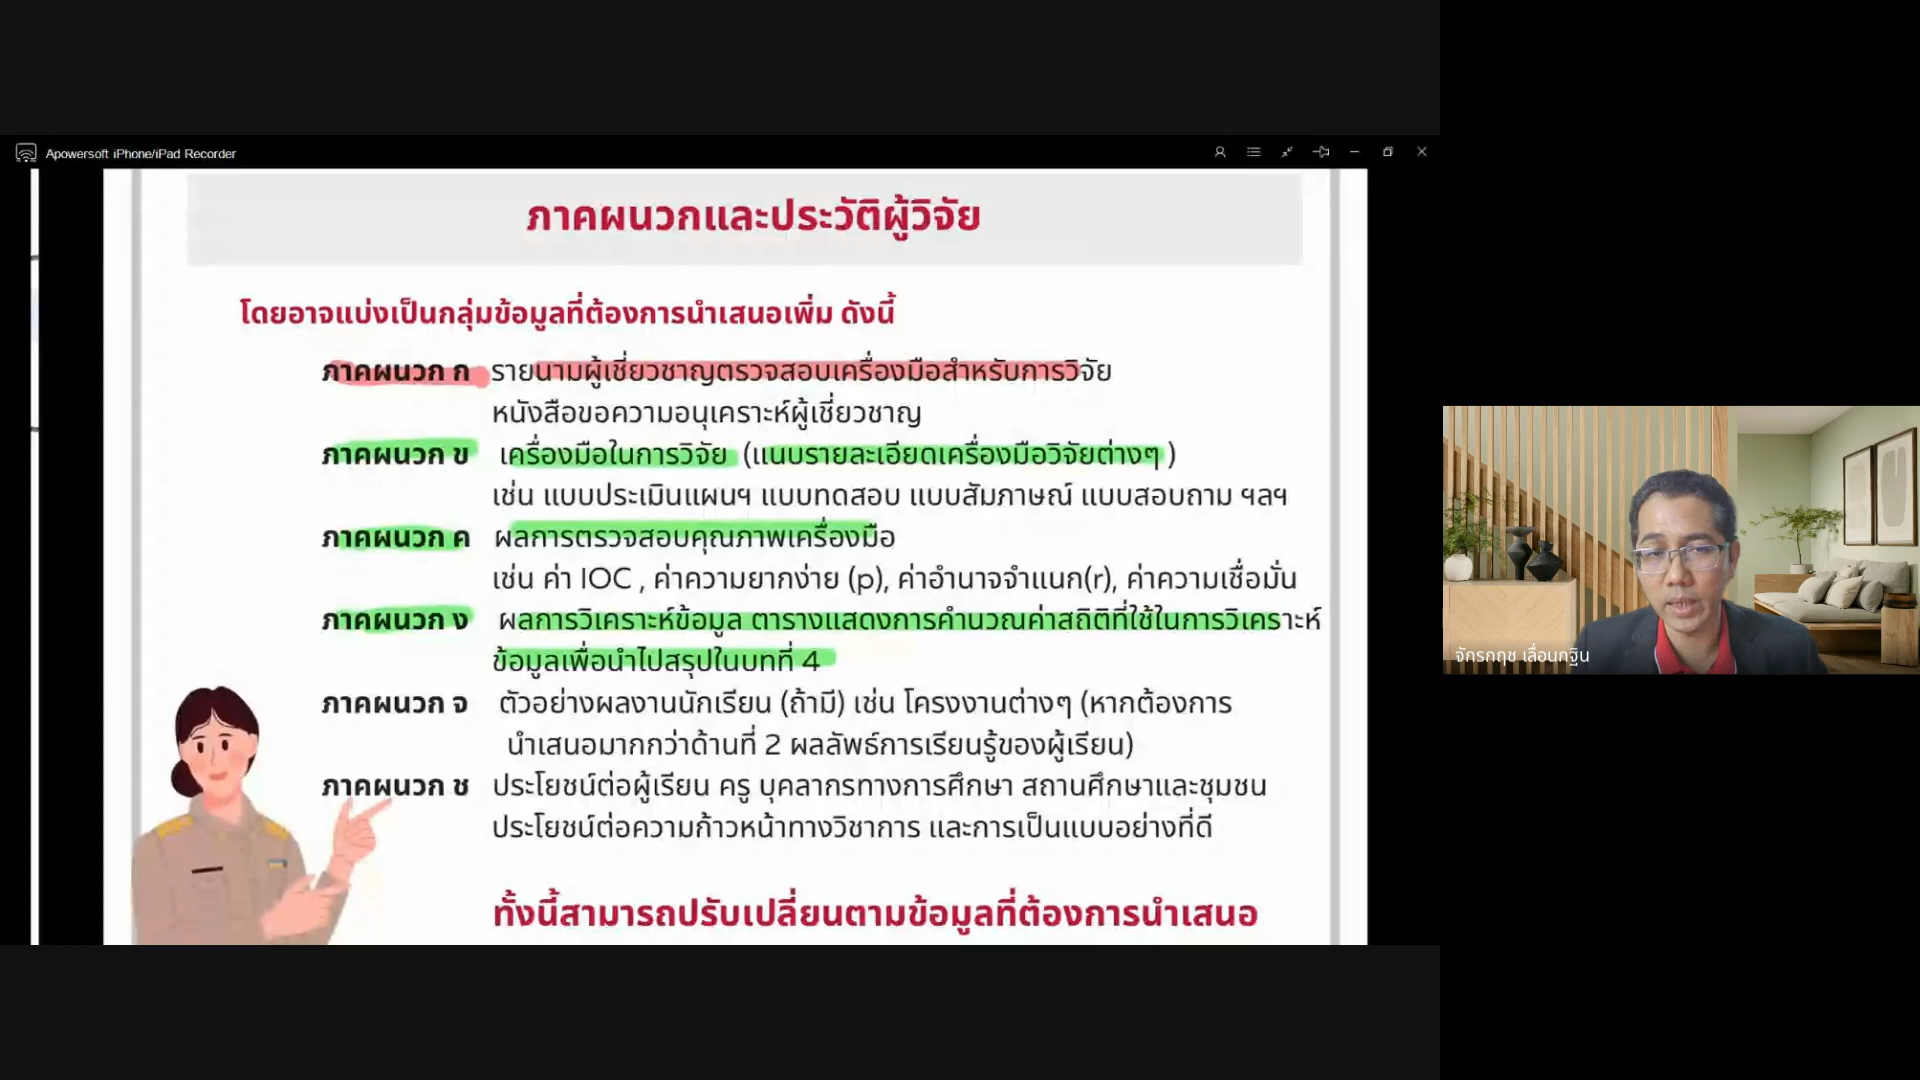 Apowersoft iPhone/iPad Recorder
ภาคผนวกและประวัติผู้วิจัย
โดยอาจแบ่งเป็นกลุ่มข้อมูลที่ต้องการนำเสนอเพิ่ม ดังนี้
ภาคผนวก ก รายนามผู้เชี่ยวชาญตรวจสอบเครื่องมือสำหรับการวิจัย
หนังสือขอความอนุเคราะห์ผู้เชี่ยวชาญ
ภาคผนวก ข เครื่องมือในการวิจัย (แนบรายละเอียดเครื่องมือวิจัยต่างๆ )
เช่น แบบประเมินแผนฯ แบบทดสอบ แบบสัมภาษณ์ แบบสอบถาม ฯลฯ
ภาคผนวก ค ผลการตรวจสอบคุณภาพเครื่องมือ
เช่น ค่า IOC , ค่าความยากง่าย (p), ค่าอำนาจจำแนก(r), ค่าความเชื่อมั่น
ภาคผนวก ง ผลการวิเคราะห์ข้อมูล ตารางแสดงการคำนวณค่าสถิติที่ใช้ในการวิเคราะห์
ข้อมูลเพื่อนำไปสรุปในบทที่ 4
ภาคผนวก จ ตัวอย่างผลงานนักเรียน (ถ้ามี) เช่น โครงงานต่างๆ (หากต้องการ
นำเสนอมากกว่าด้านที่ 2 ผลลัพธ์การเรียนรู้ของผู้เรียน)
ภาคผนวก ช ประโยชน์ต่อผู้เรียน ครู บุคลากรทางการศึกษา สถานศึกษาและชุมชน
ประโยชน์ต่อความก้าวหน้าทางวิชาการ และการเป็นแบบอย่างที่ดี
ทั้งนี้สามารถปรับเปลี่ยนตามข้อมูลที่ต้องการนำเสนอ
จักรกฤช เลื่อนกฐิน